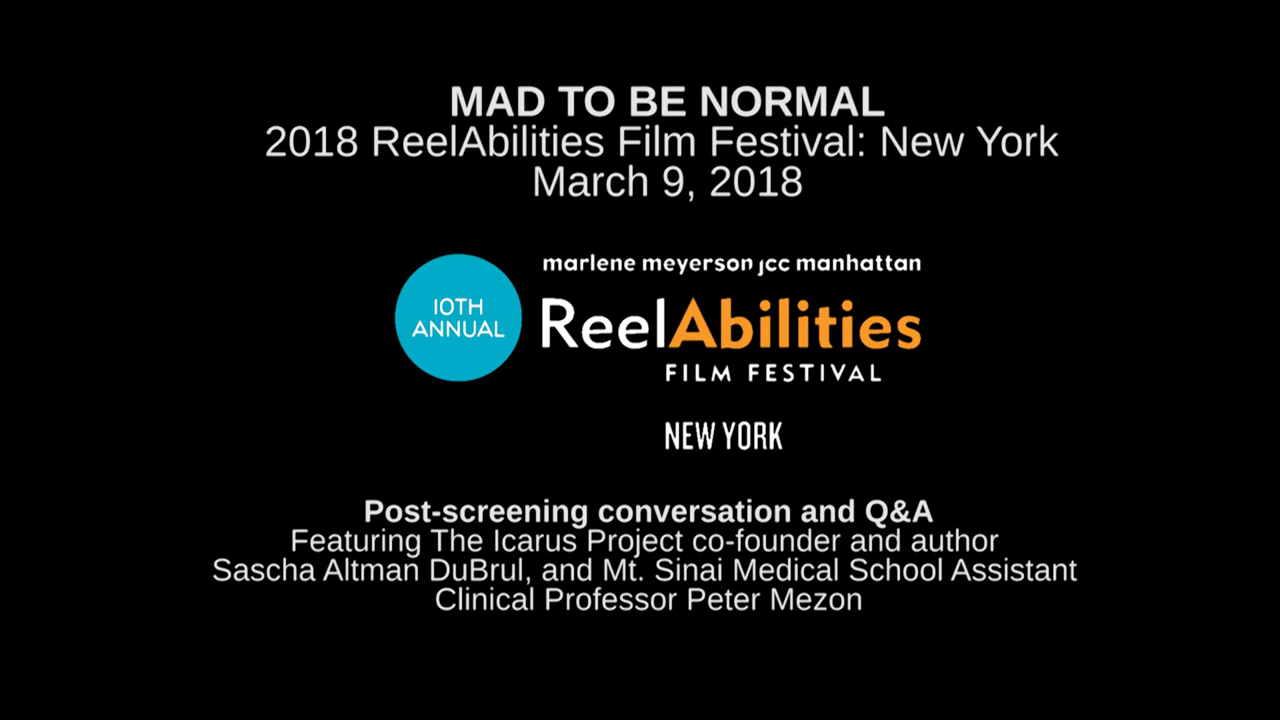 MAD TO BE NORMAL
2018 ReelAbilities Film Festival: New York
March 9, 2018
marlene meyerson jcc manhattan
10TH
ANNUAL
ReelAbilities
FILM FESTIVAL
NEW YORK
Post-screening conversation and Q&A
Featuring The Icarus Project co-founder and author
Sascha Altman DuBrul, and Mt. Sinai Medical School Assistant
Clinical Professor Peter Mezon